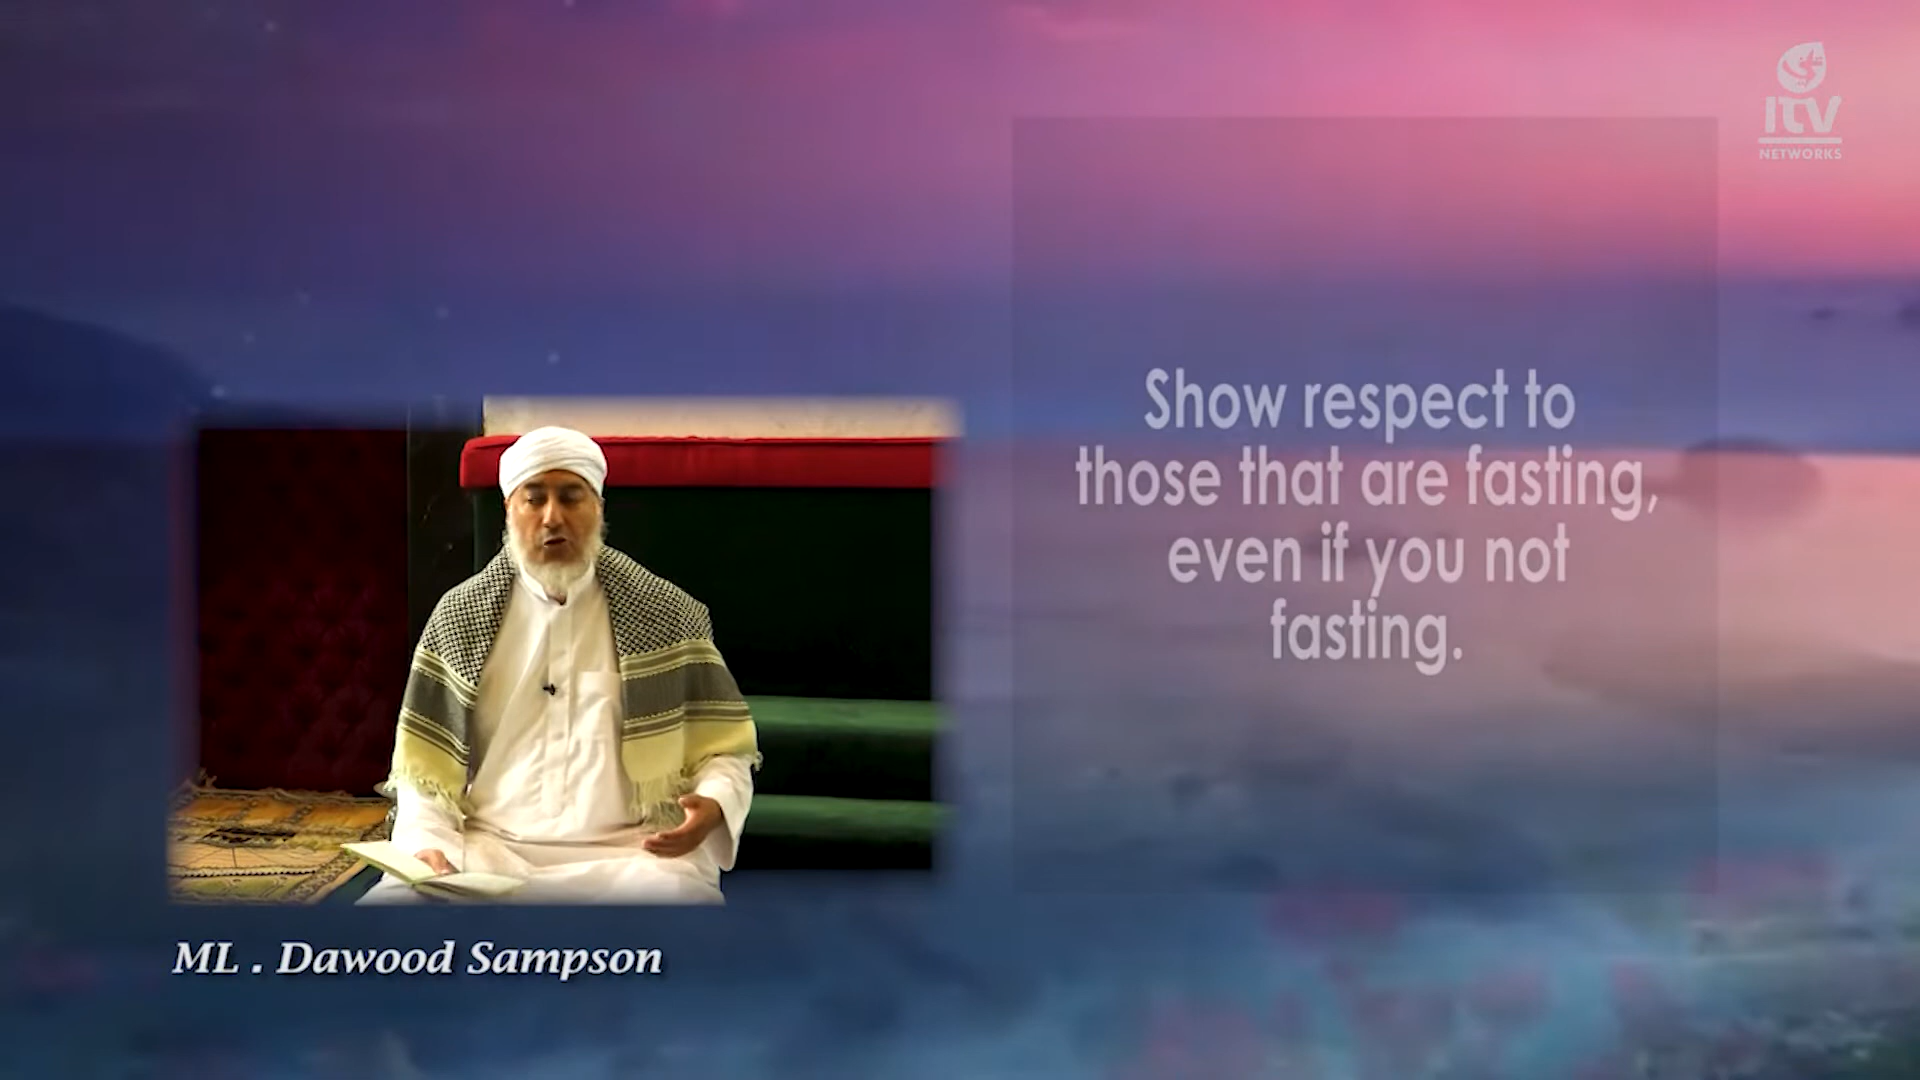 ITV
NETWORKS
Show respect to
those that are fasting,
even if you not
fasting.
ML . Dawood Sampson